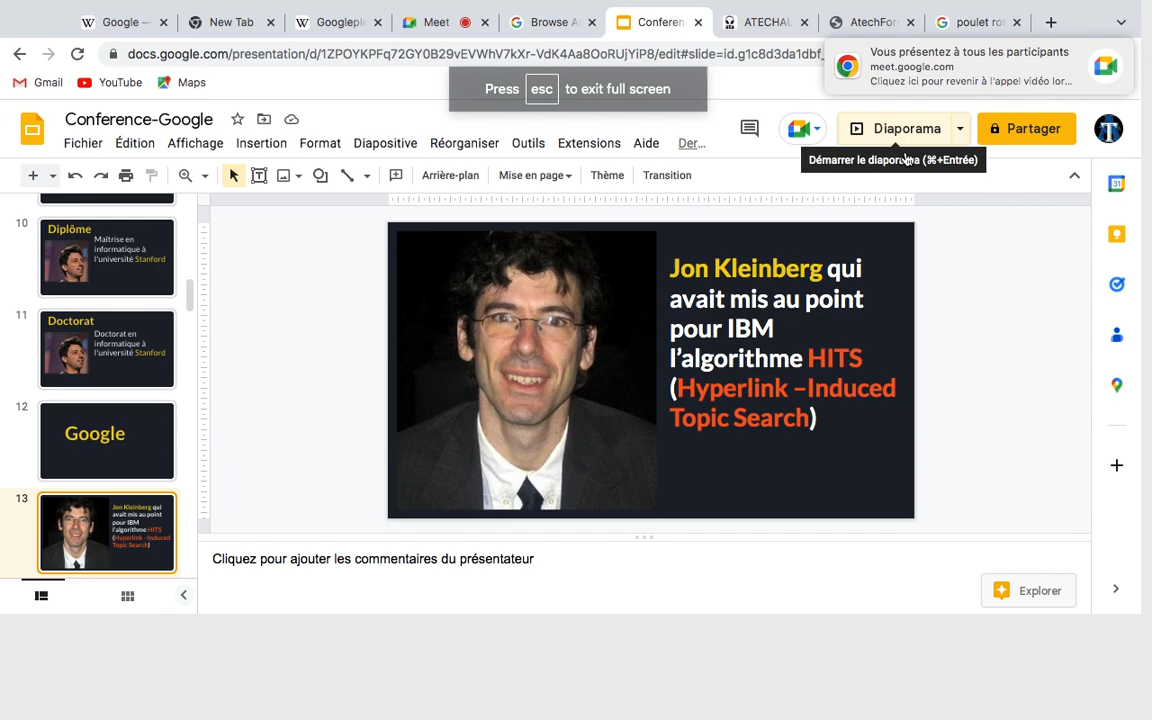 Google —
New Tab
Googleple
Meet
Browse A
Conferen
ATECHAU
AtechFor
poulet ro
docs.google.com/presentation/d/1ZPOYKPFq72GY0B29vEVWhV7kXr-VdK4Aa8OoRUjYiP8/edit#slide=id.g1c8d3da1dbf_
Vous présentez à tous les participants
meet.google.com
Cliquez ici pour revenir à l'appel vidéo lor...
Gmail
YouTube
Maps
Press esc to exit full screen
Conference-Google
Fichier Édition Affichage Insertion Format Diapositive Réorganiser Outils Extensions Aide Der...
Diaporama
Partager
Démarrer le diaporama (⌘+Entrée)
Arrière-plan Mise en page Thème Transition
31
10
Diplôme
Maîtrise en
informatique à
l'université Stanford
11
Doctorat
Doctorat en
informatique à
l'université Stanford
12
Google
13
Jon Kleinberg qui
avait mis au point
pour IBM
l'algorithme HITS
(Hyperlink –Induced
Topic Search)
Jon Kleinberg qui
avait mis au point
pour IBM
l'algorithme HITS
(Hyperlink –Induced
Topic Search)
Cliquez pour ajouter les commentaires du présentateur
Explorer